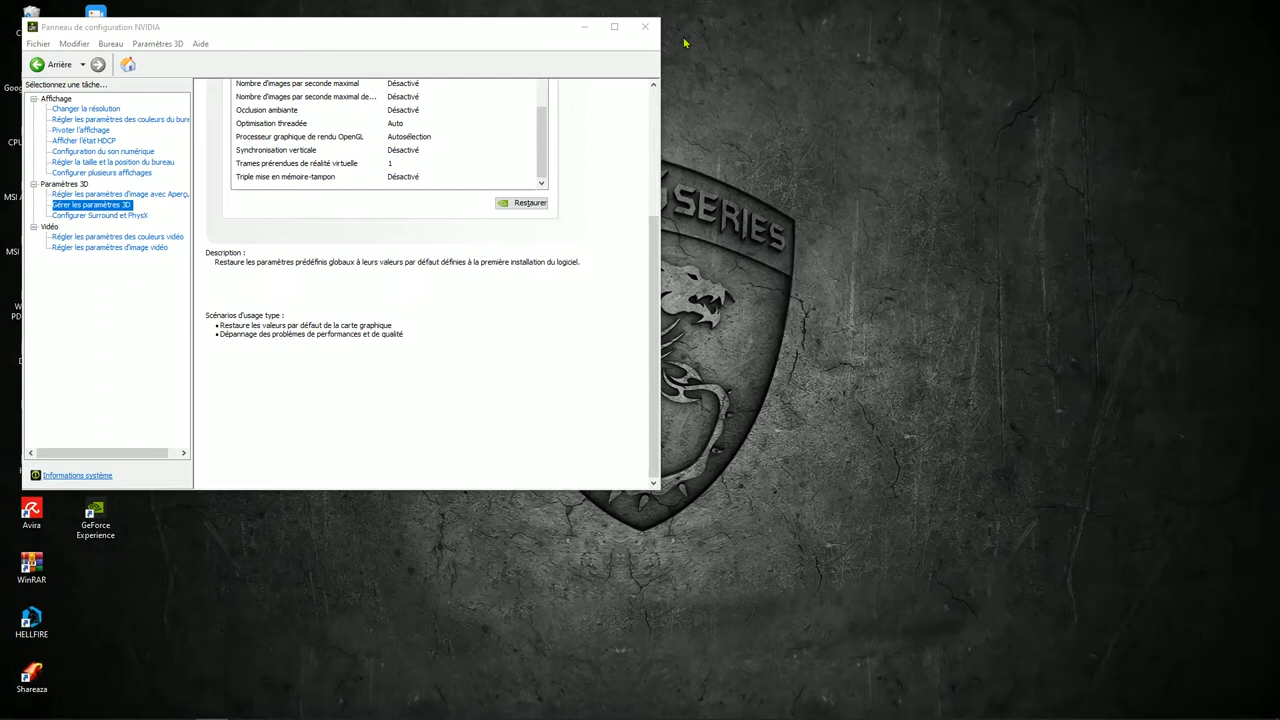 Panneau de configuration NVIDIA
Fichier Modifier Bureau Paramètres 3D Aide
Arrière
Sélectionnez une tâche...
Affichage
Changer la résolution
Régler les paramètres des couleurs du bure
Pivoter l'affichage
Afficher l'état HDCP
Configuration du son numérique
Régler la taille et la position du bureau
Configurer plusieurs affichages
Paramètres 3D
Régler les paramètres d'image avec Aperç
Gérer les paramètres 3D
Configurer Surround et PhysX
Vidéo
Régler les paramètres des couleurs vidéo
Régler les paramètres d'image vidéo
Informations système
Nombre d'images par seconde maximal Désactivé
Nombre d'images par seconde maximal de... Désactivé
Occlusion ambiante Désactivé
Optimisation threadée Auto
Processeur graphique de rendu OpenGL Autosélection
Synchronisation verticale Désactivé
Trames prérendues de réalité virtuelle 1
Triple mise en mémoire-tampon Désactivé
Restaurer
Description :
Restaure les paramètres prédéfinis globaux à leurs valeurs par défaut définies à la première installation du logiciel.
Scénarios d'usage type :
• Restaure les valeurs par défaut de la carte graphique
• Dépannage des problèmes de performances et de qualité
SERIES
Goo
CPU
MSI A
MSI
W
PD
Avira
GeForce
Experience
WinRAR
HELLFIRE
Shareaza